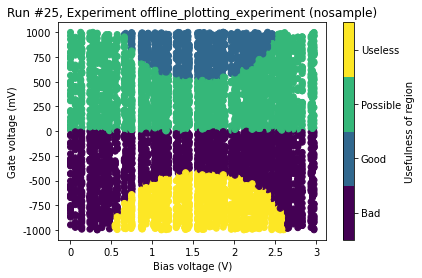 Run #25, Experiment offline_plotting_experiment (nosample)
1000
750
500
250
0
-250
-500
-750
-1000
Gate voltage (mV)
0
0.5
1
1.5
2
2.5
3
Bias voltage (V)
Useless
Possible
Good
Bad
Usefulness of region